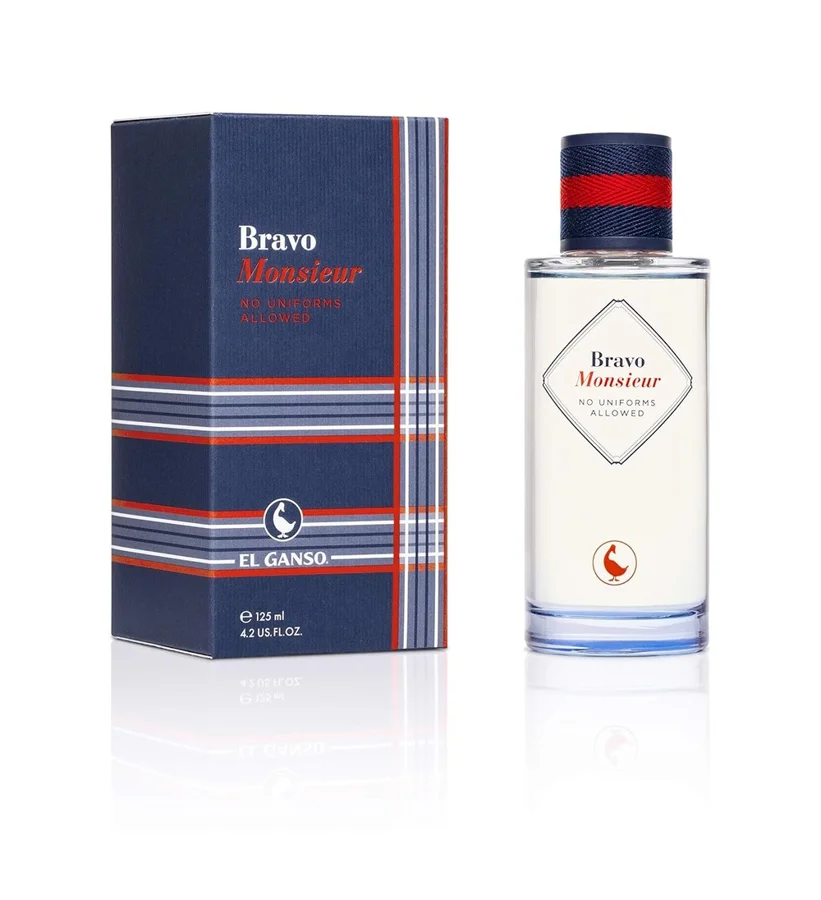 Bravo
Monsieur
NO UNIFORMS
ALLOWED
EL GANSO.
e 125 ml
4.2 US.FL.OZ.
Bravo
Monsieur
NO UNIFORMS
ALLOWED